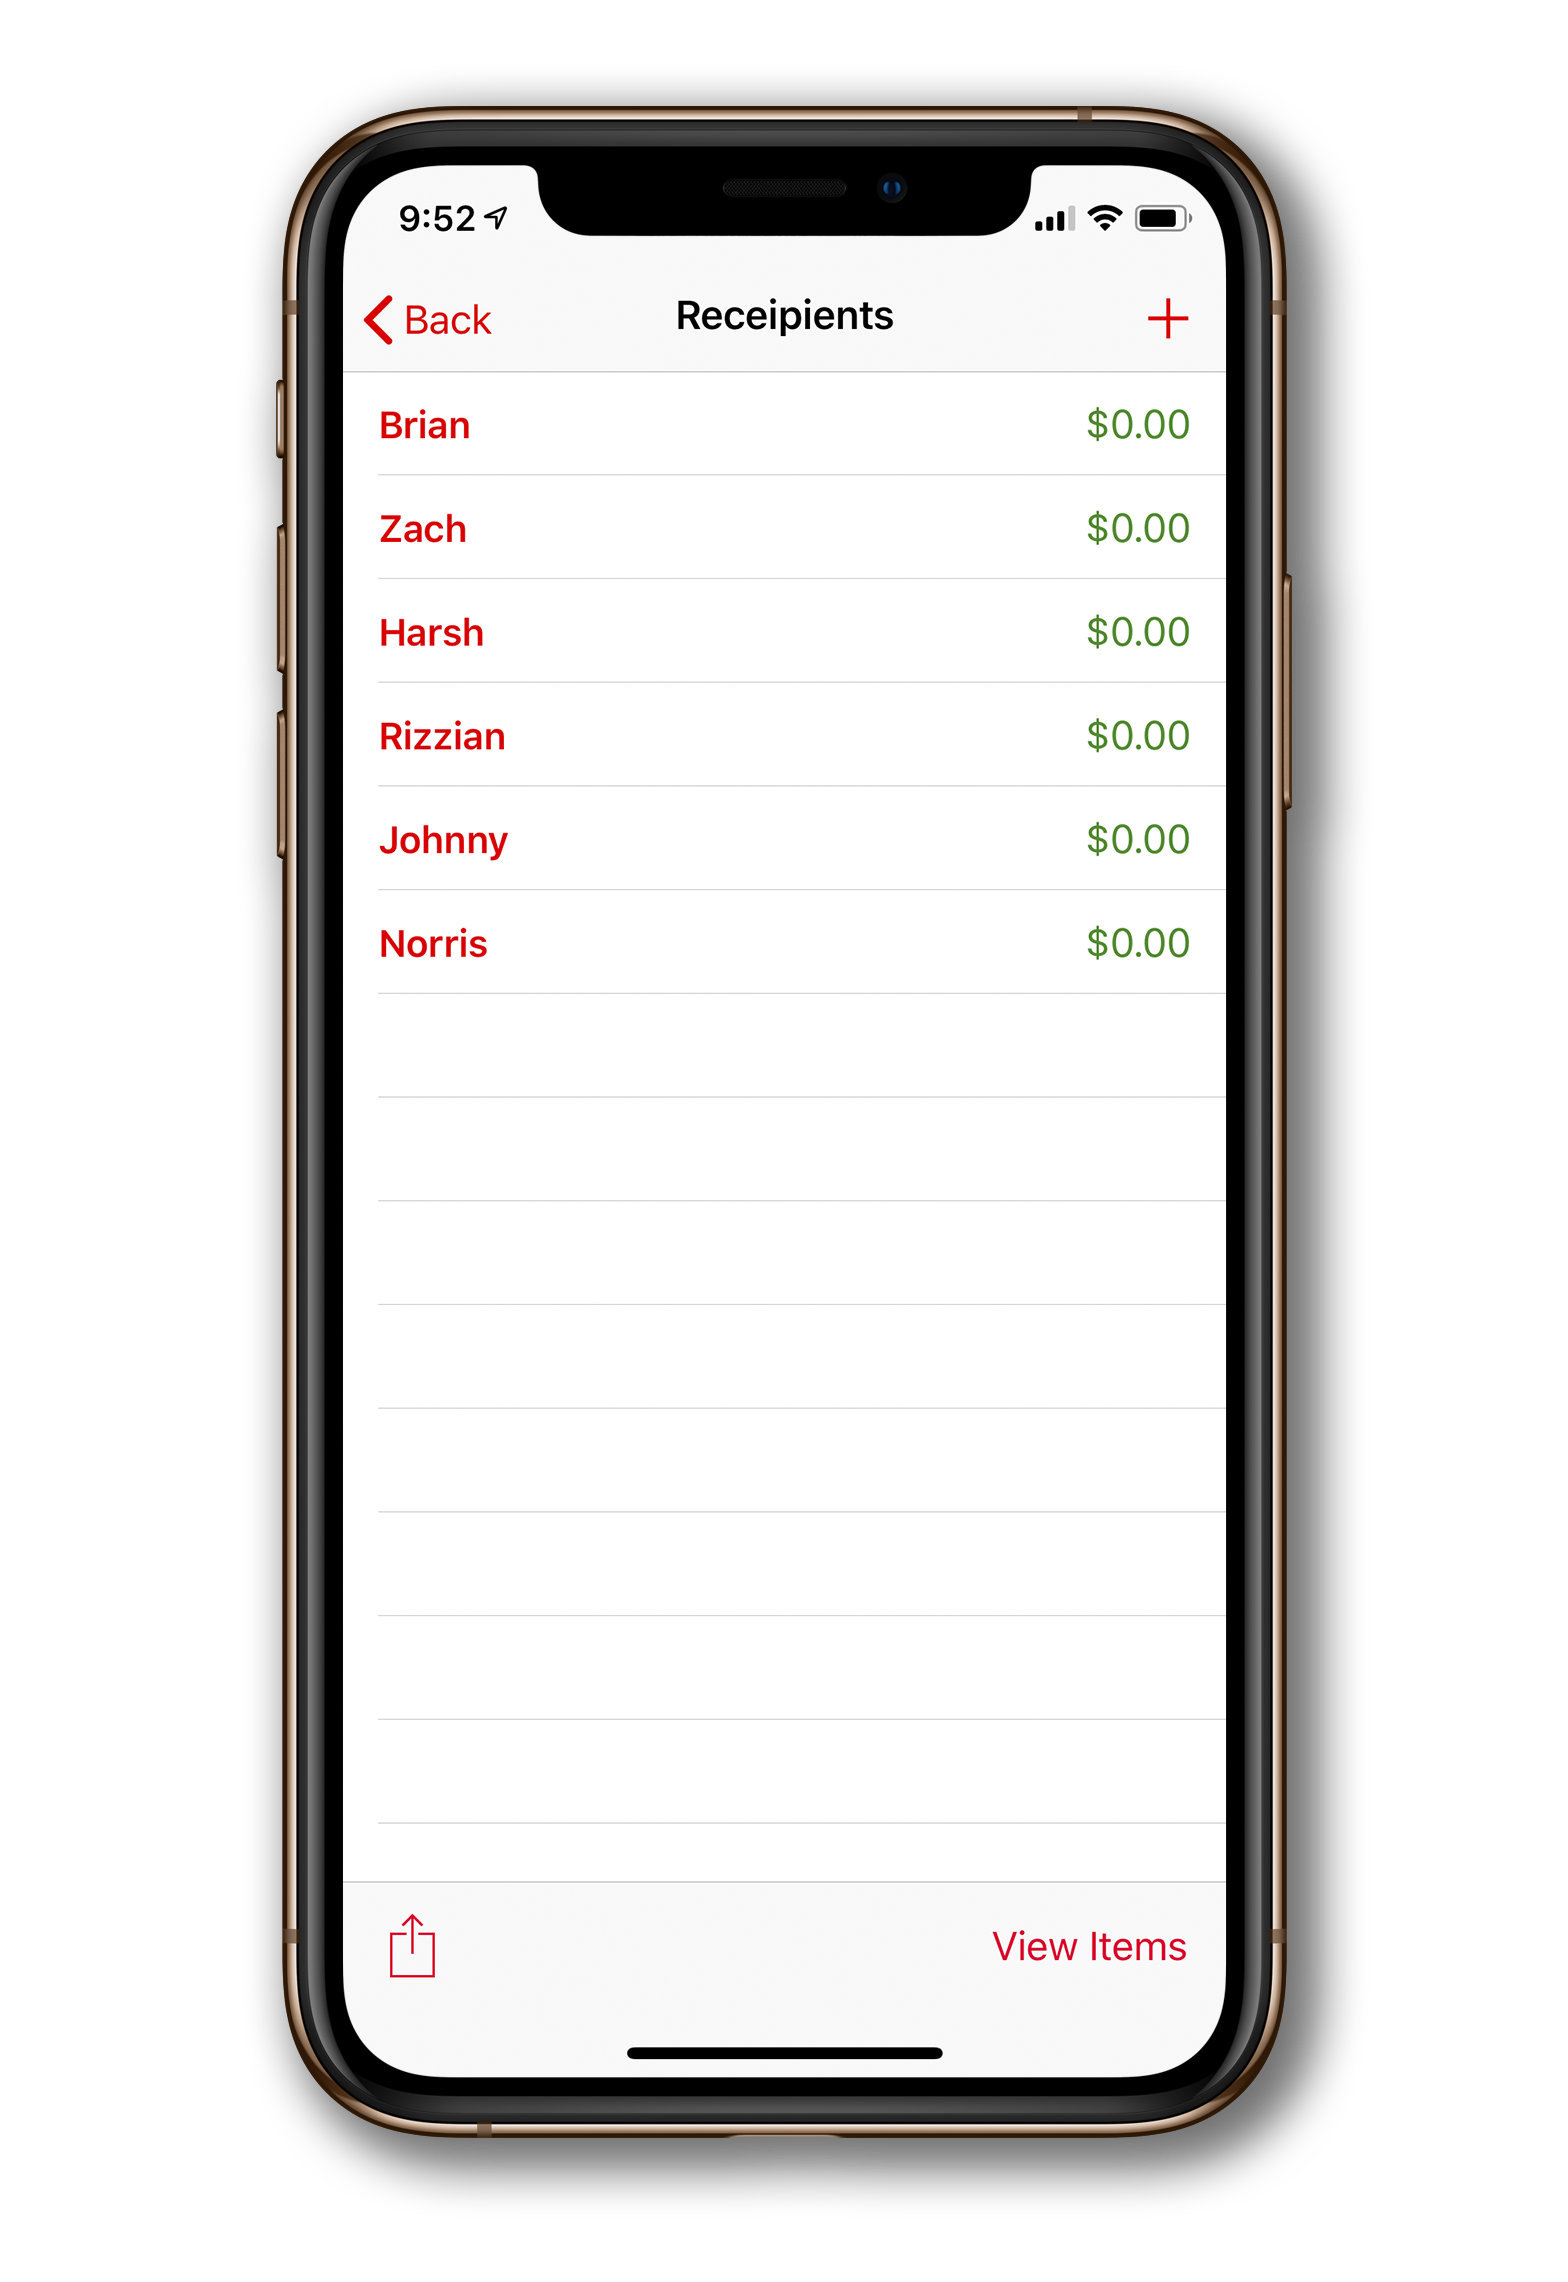 9:52
Back Receipients +
Brian $0.00
Zach $0.00
Harsh $0.00
Rizzian $0.00
Johnny $0.00
Norris $0.00
View Items